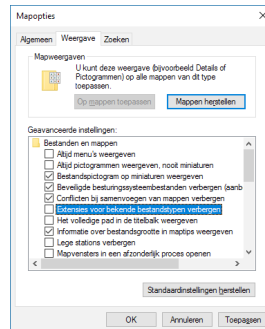 Mapopties
Algemeen Weergave Zoeken
Mapweergaven
U kunt deze weergave (bijvoorbeeld Details of
Pictogrammen) op alle mappen van dit type
toepassen.
Op mappen toepassen Mappen herstellen
Geavanceerde instellingen:
Bestanden en mappen
Altijd menu's weergeven
Altijd pictogrammen weergeven, nooit miniaturen
Bestandspictogram op miniaturen weergeven
Beveiligde besturingssysteembestanden verbergen (aanb
Conflicten bij samenvoegen van mappen verbergen
Extensies voor bekende bestandstypen verbergen
Het volledige pad in de titelbalk weergeven
Informatie over bestandsgrootte in maptips weergeven
Lege stations verbergen
Mapvensters in een afzonderlijk proces openen
Standaardinstellingen herstellen
OK Annuleren Toepassen